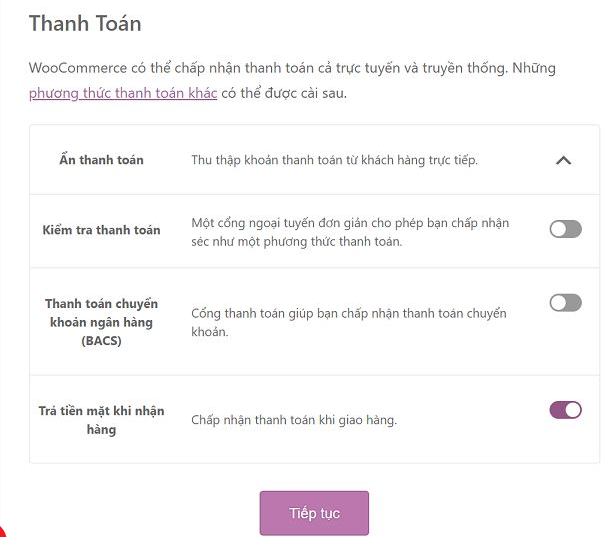 Thanh Toán
WooCommerce có thể chấp nhận thanh toán cả trực tuyến và truyền thống. Những
phương thức thanh toán khác có thể được cài sau.
Ẩn thanh toán
Thu thập khoản thanh toán từ khách hàng trực tiếp.
Kiểm tra thanh toán
Một cổng ngoại tuyến đơn giản cho phép bạn chấp nhận
séc như một phương thức thanh toán.
Thanh toán chuyển
khoản ngân hàng
(BACS)
Cổng thanh toán giúp bạn chấp nhận thanh toán chuyển
khoản.
Trả tiền mặt khi nhận
hàng
Chấp nhận thanh toán khi giao hàng.
Tiếp tục